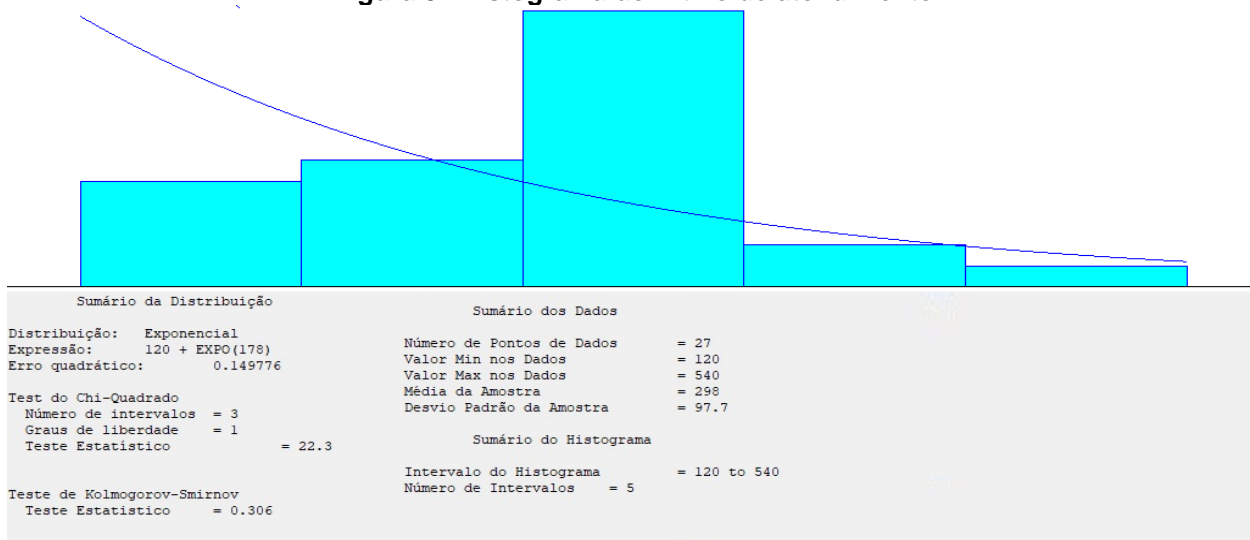 Sumário da Distribuição
Distribuição: Exponencial
Expressão: 120 + EXPO(178)
Erro quadrático: 0.149776
Test do Chi-Quadrado
Número de intervalos = 3
Graus de liberdade = 1
Teste Estatístico = 22.3
Teste de Kolmogorov-Smirnov
Teste Estatistico = 0.306
Sumário dos Dados
Número de Pontos de Dados = 27
Valor Min nos Dados = 120
Valor Max nos Dados = 540
Média da Amostra = 298
Desvio Padrão da Amostra = 97.7
Sumário do Histograma
Intervalo do Histograma = 120 to 540
Número de Intervalos = 5